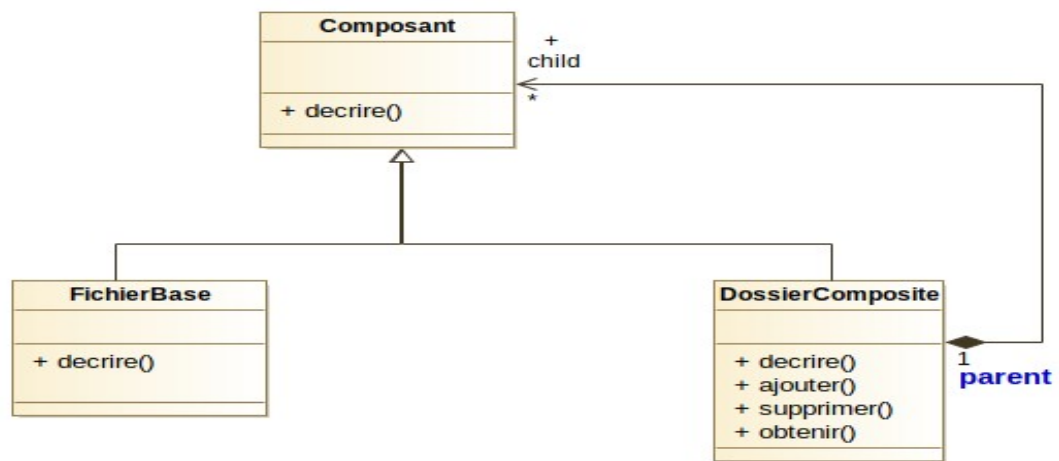 Composant
+ decrire()
+
child
*
FichierBase
+ decrire()
DossierComposite
+ decrire()
+ ajouter()
+ supprimer()
+ obtenir()
1
parent